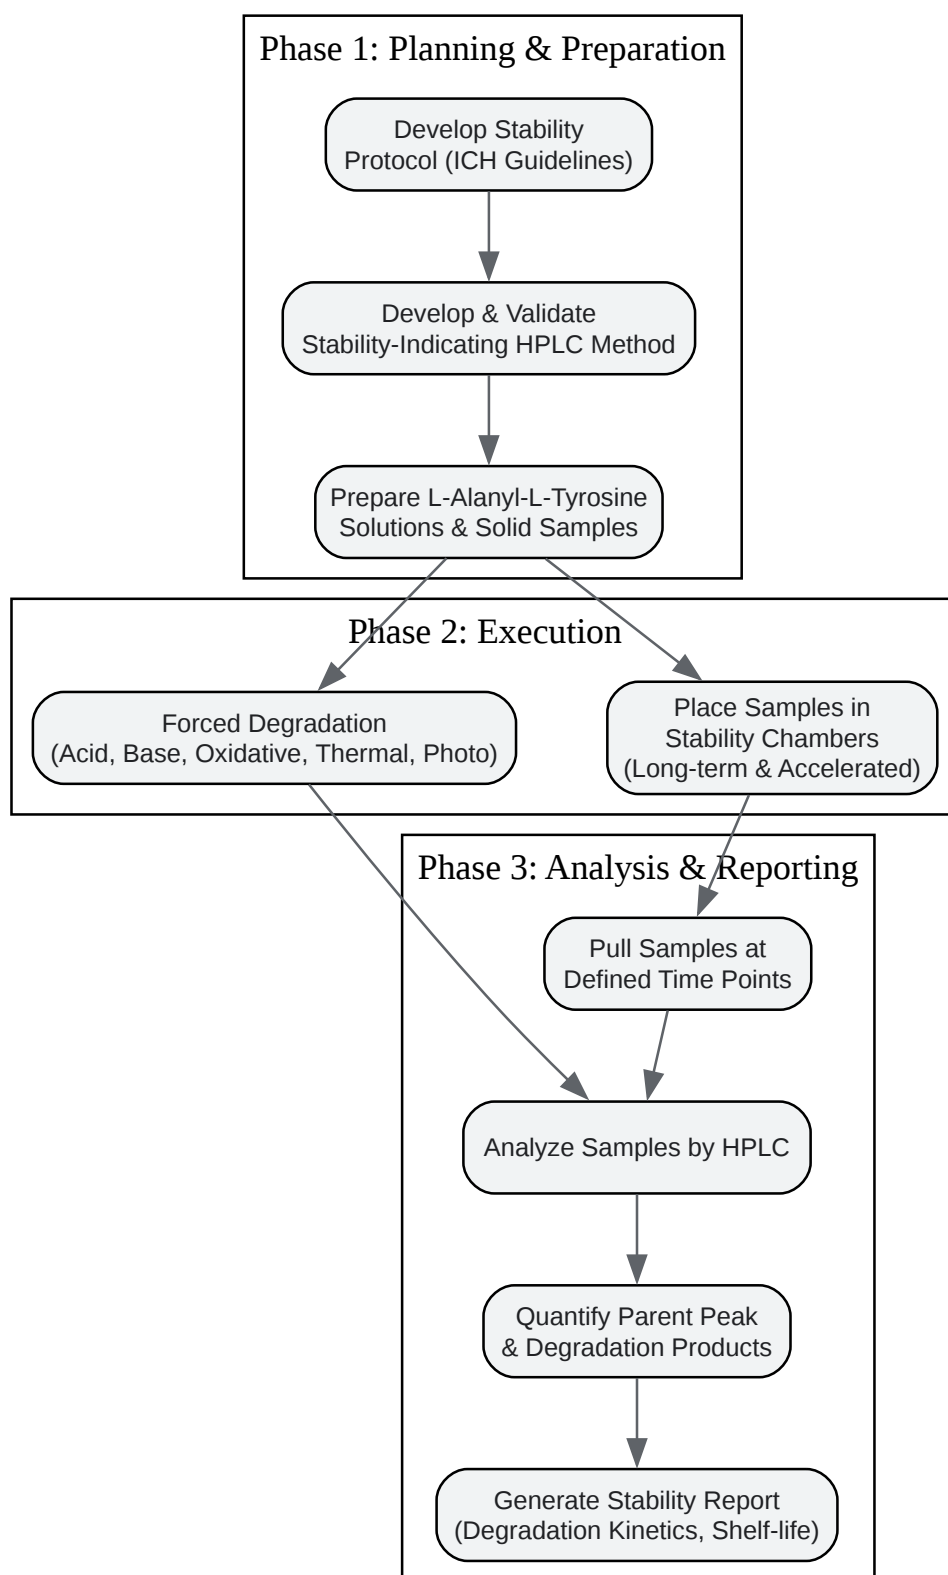 Phase 1: Planning & Preparation
Develop Stability
Protocol (ICH Guidelines)
Develop & Validate
Stability-Indicating HPLC Method
Prepare L-Alanyl-L-Tyrosine
Solutions & Solid Samples
Phase 2: Execution
Forced Degradation
(Acid, Base, Oxidative, Thermal, Photo)
Place Samples in
Stability Chambers
(Long-term & Accelerated)
Phase 3: Analysis & Reporting
Pull Samples at
Defined Time Points
Analyze Samples by HPLC
Quantify Parent Peak
& Degradation Products
Generate Stability Report
(Degradation Kinetics, Shelf-life)